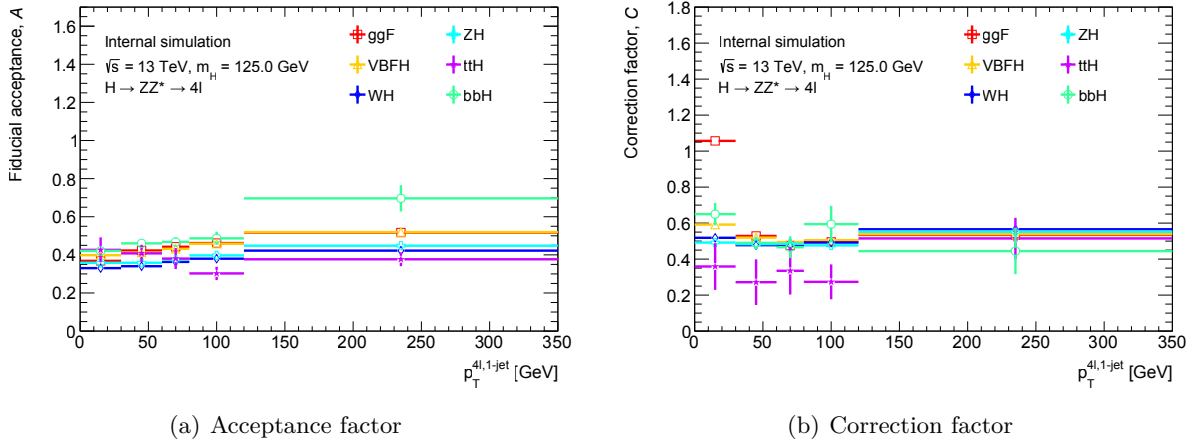 Fiducial acceptance, A
1.6
1.4
1.2
1
0.8
0.6
0.4
0.2
0
Internal simulation
√s = 13 TeV, m_H = 125.0 GeV
H → ZZ* → 4l
ggF
VBFH
WH
ZH
ttH
bbH
0 50 100 150 200 250 300 350
p_T^{4l,1-jet} [GeV]
(a) Acceptance factor
Correction factor, C
1.8
1.6
1.4
1.2
1
0.8
0.6
0.4
0.2
0
Internal simulation
√s = 13 TeV, m_H = 125.0 GeV
H → ZZ* → 4l
ggF
VBFH
WH
ZH
ttH
bbH
0 50 100 150 200 250 300 350
p_T^{4l,1-jet} [GeV]
(b) Correction factor